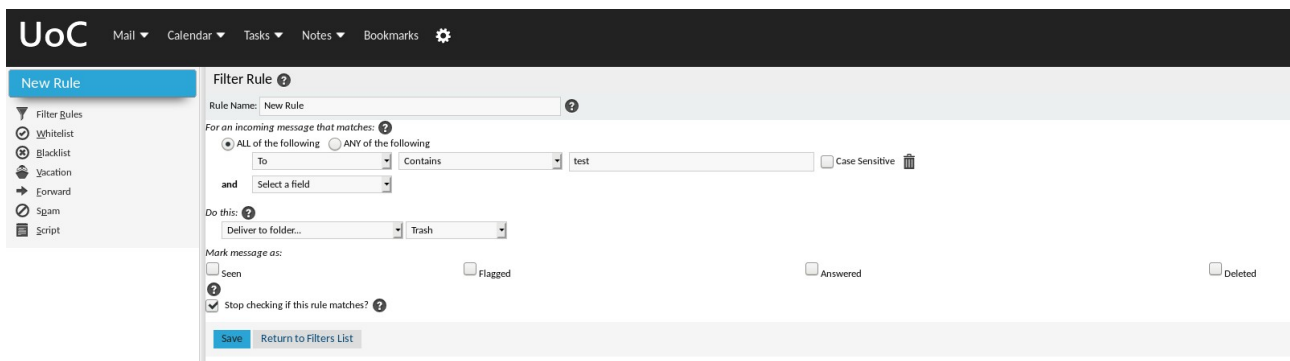 UoC Mail Calendar Tasks Notes Bookmarks
New Rule
Filter Rules
Whitelist
Blacklist
Vacation
Forward
Spam
Script
Filter Rule ?
Rule Name: New Rule ?
For an incoming message that matches: ?
ALL of the following ANY of the following
To Contains test Case Sensitive
and Select a field
Do this: ?
Deliver to folder... Trash
Mark message as:
Seen Flagged Answered Deleted
?
Stop checking if this rule matches? ?
Save Return to Filters List